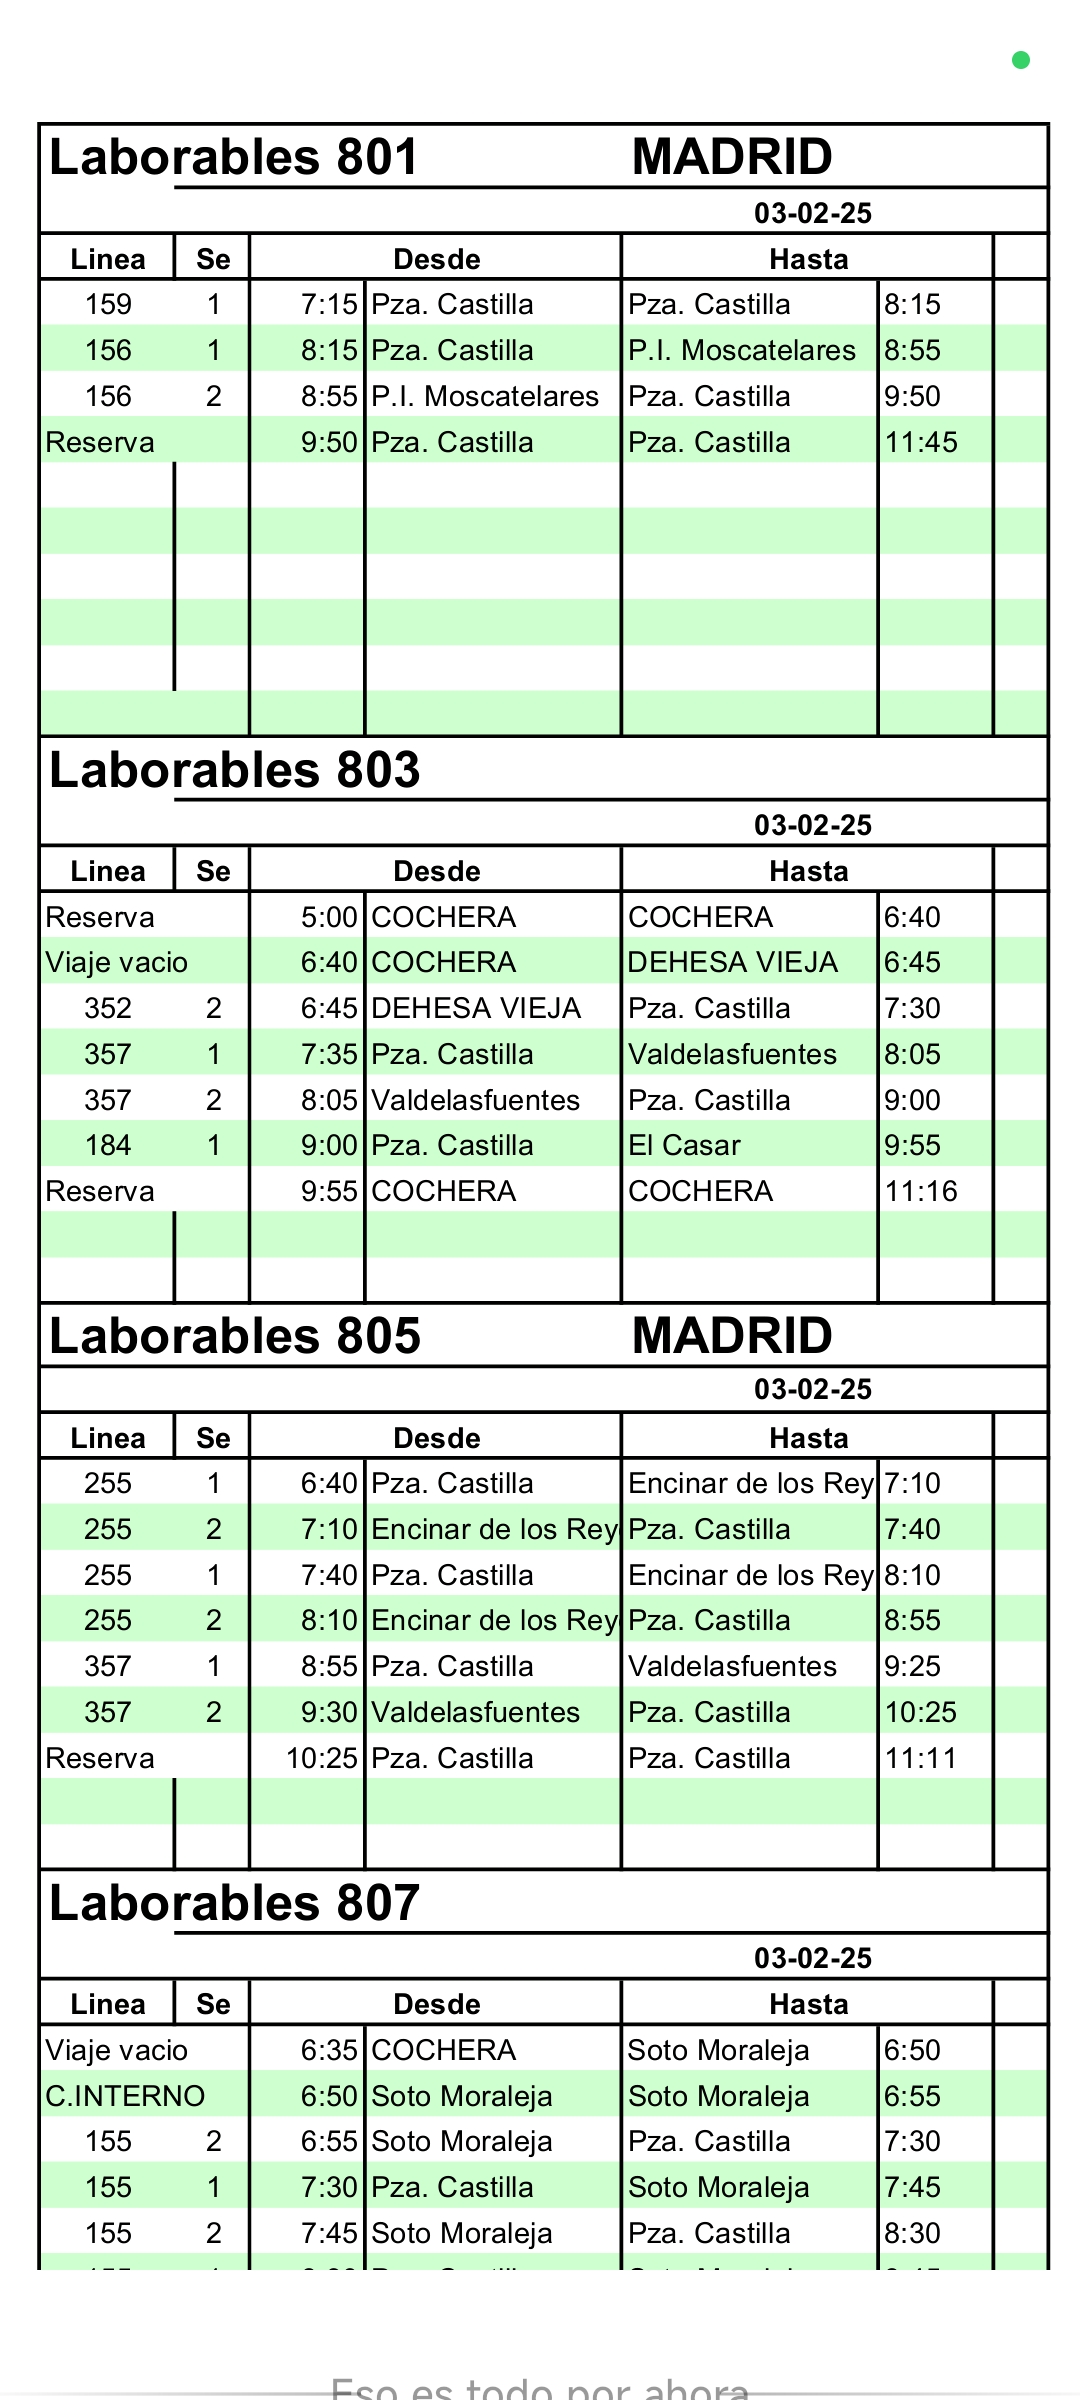 Laborables 801 MADRID
03-02-25
Linea Se Desde Hasta
159 1 7:15 Pza. Castilla Pza. Castilla 8:15
156 1 8:15 Pza. Castilla P.I. Moscatelares 8:55
156 2 8:55 P.I. Moscatelares Pza. Castilla 9:50
Reserva 9:50 Pza. Castilla Pza. Castilla 11:45
Laborables 803
03-02-25
Linea Se Desde Hasta
Reserva 5:00 COCHERA COCHERA 6:40
Viaje vacio 6:40 COCHERA DEHESA VIEJA 6:45
352 2 6:45 DEHESA VIEJA Pza. Castilla 7:30
357 1 7:35 Pza. Castilla Valdelasfuentes 8:05
357 2 8:05 Valdelasfuentes Pza. Castilla 9:00
184 1 9:00 Pza. Castilla El Casar 9:55
Reserva 9:55 COCHERA COCHERA 11:16
Laborables 805 MADRID
03-02-25
Linea Se Desde Hasta
255 1 6:40 Pza. Castilla Encinar de los Rey 7:10
255 2 7:10 Encinar de los Rey Pza. Castilla 7:40
255 1 7:40 Pza. Castilla Encinar de los Rey 8:10
255 2 8:10 Encinar de los Rey Pza. Castilla 8:55
357 1 8:55 Pza. Castilla Valdelasfuentes 9:25
357 2 9:30 Valdelasfuentes Pza. Castilla 10:25
Reserva 10:25 Pza. Castilla Pza. Castilla 11:11
Laborables 807
03-02-25
Linea Se Desde Hasta
Viaje vacio 6:35 COCHERA Soto Moraleja 6:50
C.INTERNO 6:50 Soto Moraleja Soto Moraleja 6:55
155 2 6:55 Soto Moraleja Pza. Castilla 7:30
155 1 7:30 Pza. Castilla Soto Moraleja 7:45
155 2 7:45 Soto Moraleja Pza. Castilla 8:30
Eso es todo por ahora